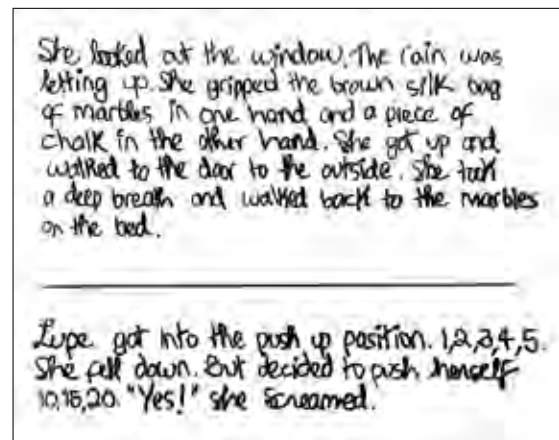 She looked out the window. The rain was
letting up. She gripped the brown silk bag
of marbles in one hand and a piece of
chalk in the other hand. She got up and
walked to the door to the outside. She took
a deep breath and walked back to the marbles
on the bed.
Lupe got into the push up position. 1,2,3,4,5.
She fell down. But decided to push herself
10,15,20. "Yes!" she screamed.